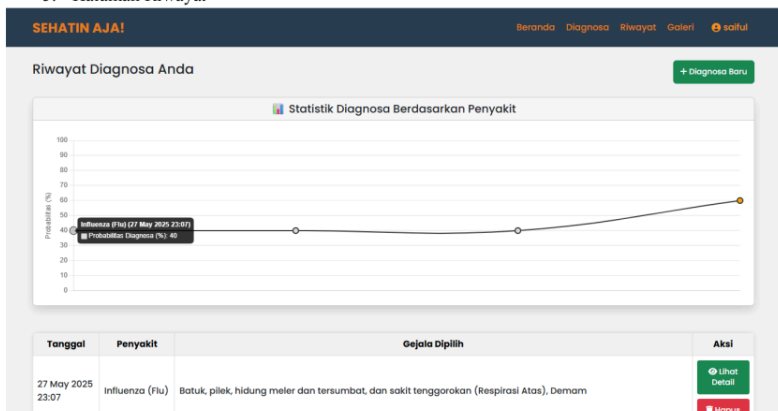 SEHATIN AJA!
Beranda Diagnosa Riwayat Galeri saiful
Riwayat Diagnosa Anda
+ Diagnosa Baru
Statistik Diagnosa Berdasarkan Penyakit
Probabilitas (%)
100
90
80
70
60
50
40
30
20
10
0
Influenza (Flu) (27 May 2025 23:07)
Probabilitas Diagnosa (%): 40
Tanggal Penyakit Gejala Dipilih Aksi
27 May 2025
23:07
Influenza (Flu)
Batuk, pilek, hidung meler dan tersumbat, dan sakit tenggorokan (Respirasi Atas), Demam
Lihat
Detail
Hapus